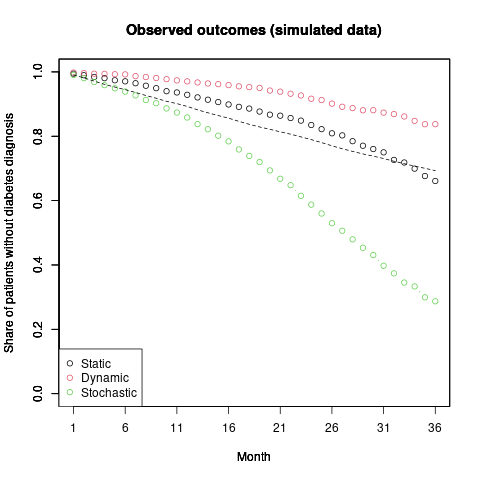 Observed outcomes (simulated data)
Share of patients without diabetes diagnosis
1.0
0.8
0.6
0.4
0.2
0.0
Static
Dynamic
Stochastic
1 6 11 16 21 26 31 36
Month